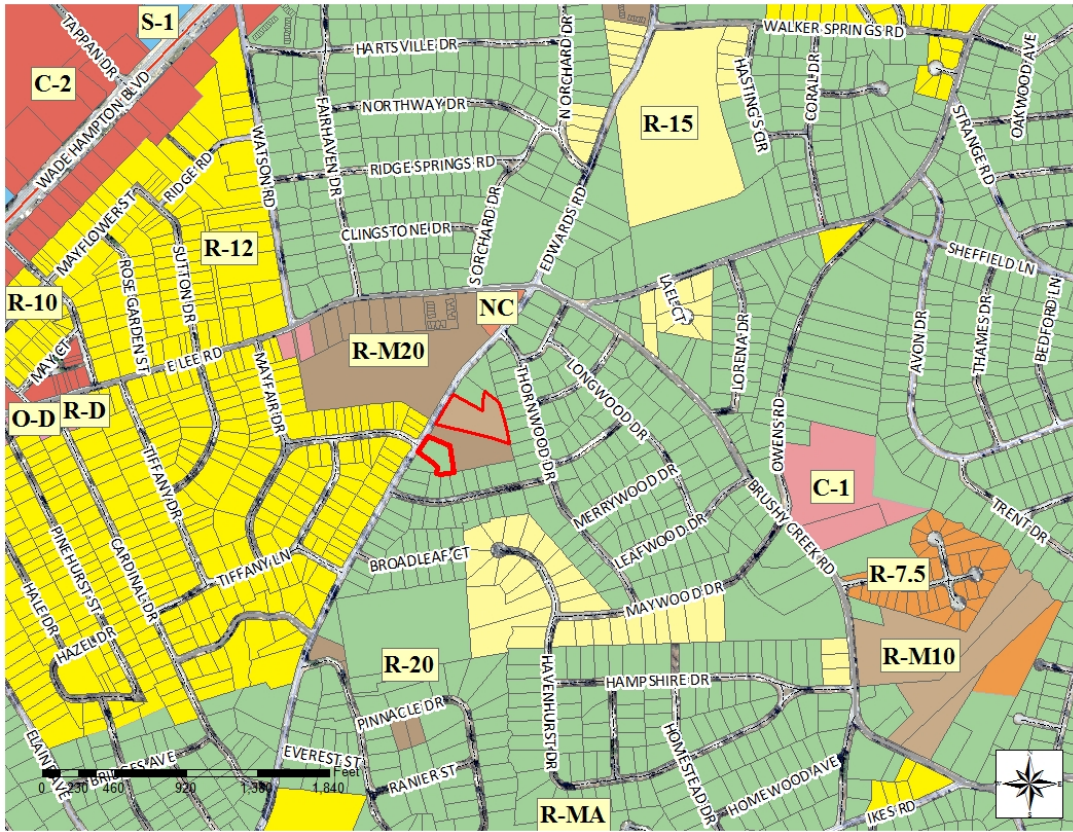 TAPPAN DR
S-1
C-2
WADE HAMPTON BLVD
HARTSVILLE DR
N ORCHARD DR
WALKER SPRINGS RD
OAKWOOD AVE
NORTHWAY DR
FAIRHAVEN DR
WATSON RD
HASTINGS CR
CORAL DR
STRANGE RD
R-15
RIDGE RD
RIDGE SPRINGS RD
MAYFLOWER ST
S ORCHARD DR
EDWARDS RD
CLINGSTONE DR
R-12
SUTTON DR
ROSE GARDEN ST
SHEFFIELD LN
R-10
NC
LAEL CT
LORENA DR
AVON DR
THAMES DR
BEDFORD LN
MAY CT
E LEE RD
R-M20
MAYFAIR DR
THORNWOOD DR
LONGWOOD DR
OWENS RD
O-D
R-D
TIFFANY DR
MERRYWOOD DR
C-1
BRUSHY CREEK RD
TRENT DR
LEAFWOOD DR
PINEHURST ST
CARDINAL DR
HALE DR
TIFFANY LN
BROADLEAF CT
R-7.5
MAYWOOD DR
HAZEL DR
R-20
R-M10
HAVENHURST DR
HAMPSHIRE DR
PINNACLE DR
HOMESTEAD DR
EVEREST ST
RANIER ST
HOMEWOOD AVE
Feet
0 230 460 920 1,380 1,840
R-MA
IKES RD